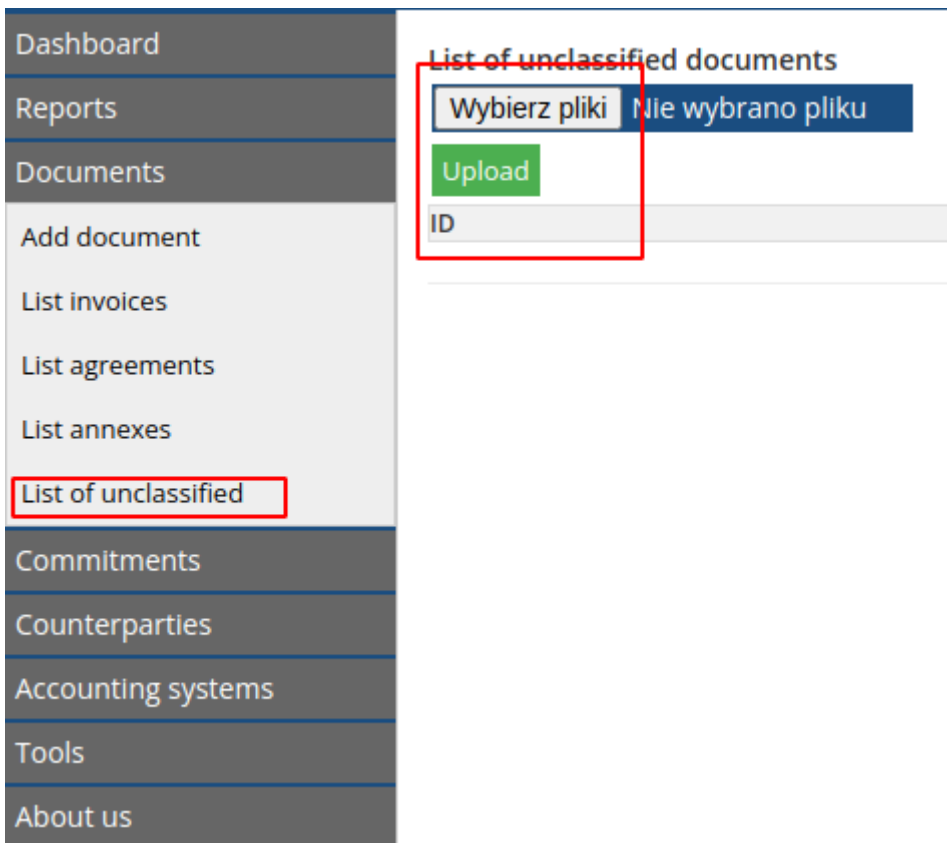 Dashboard
Reports
Documents
Add document
List invoices
List agreements
List annexes
List of unclassified
Commitments
Counterparties
Accounting systems
Tools
About us
List of unclassified documents
Wybierz pliki Nie wybrano pliku
Upload
ID